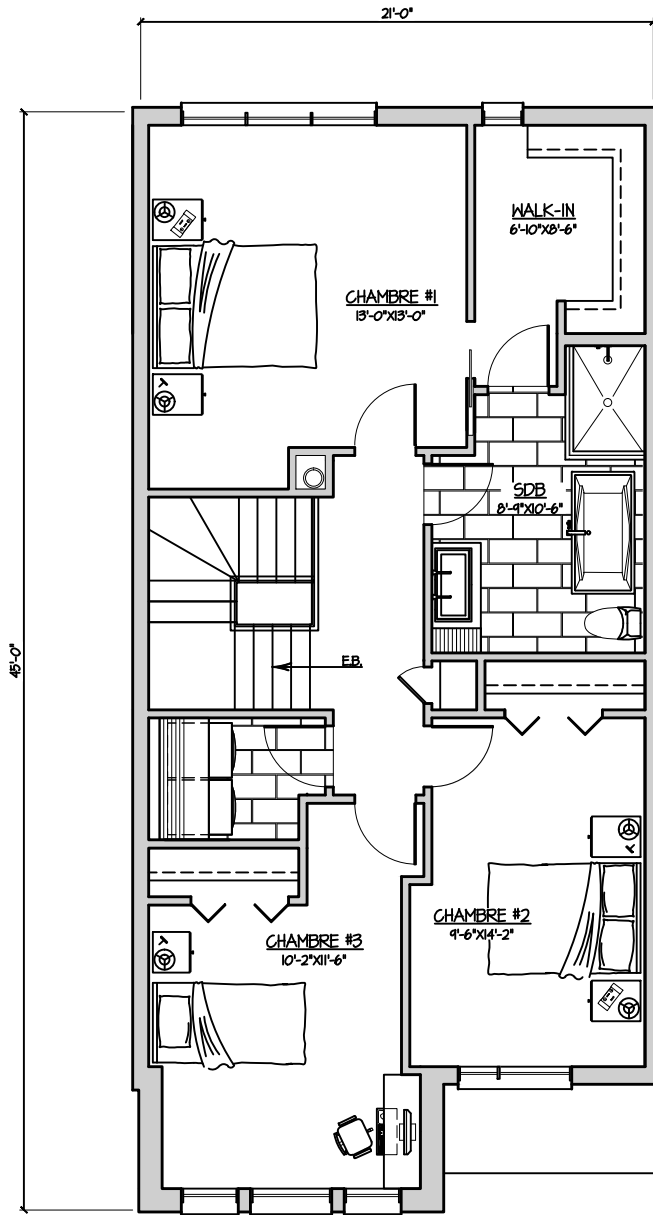 21'-0"
WALK-IN
6'-10"X8'-6"
CHAMBRE #1
13'-0"X13'-0"
SDB
8'-9"X10'-6"
45'-0"
E.B.
CHAMBRE #2
9'-6"X14'-2"
CHAMBRE #3
10'-2"X11'-6"